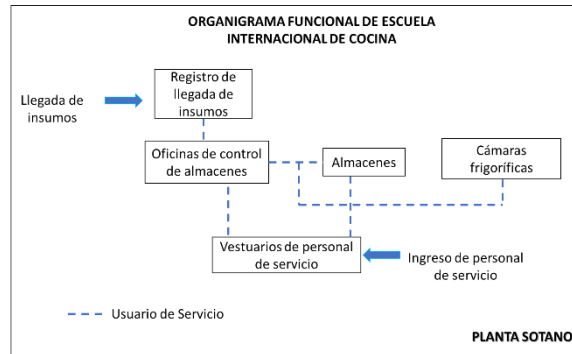 ORGANIGRAMA FUNCIONAL DE ESCUELA
INTERNACIONAL DE COCINA
Registro de
llegada de
insumos
Llegada de
insumos
Oficinas de control
de almacenes
Almacenes
Cámaras
frigoríficas
Vestuarios de personal
de servicio
Ingreso de personal
de servicio
Usuario de Servicio
PLANTA SOTANO